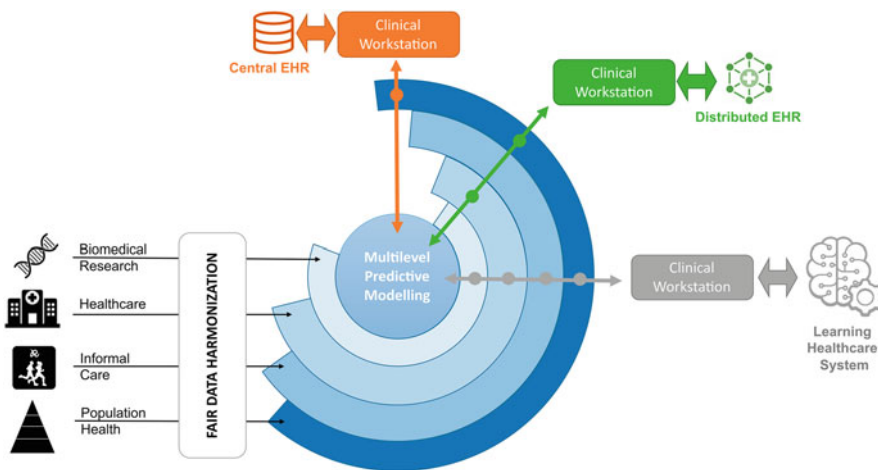 Clinical
Workstation
Central EHR
Clinical
Workstation
Distributed EHR
Multilevel
Predictive
Modelling
Clinical
Workstation
Learning
Healthcare
System
Biomedical
Research
Healthcare
Informal
Care
Population
Health
FAIR DATA HARMONIZATION